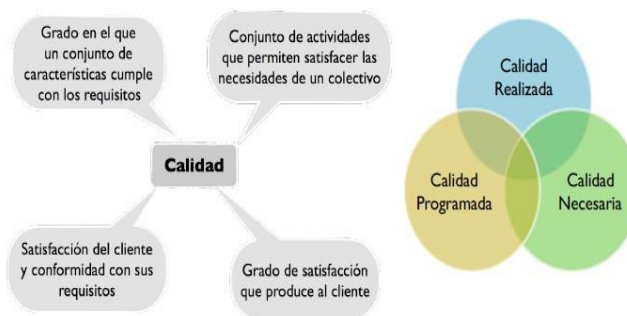 Grado en el que
un conjunto de
características cumple
con los requisitos
Conjunto de actividades
que permiten satisfacer las
necesidades de un colectivo
Calidad
Satisfacción del cliente
y conformidad con sus
requisitos
Grado de satisfacción
que produce al cliente
Calidad
Realizada
Calidad
Programada
Calidad
Necesaria